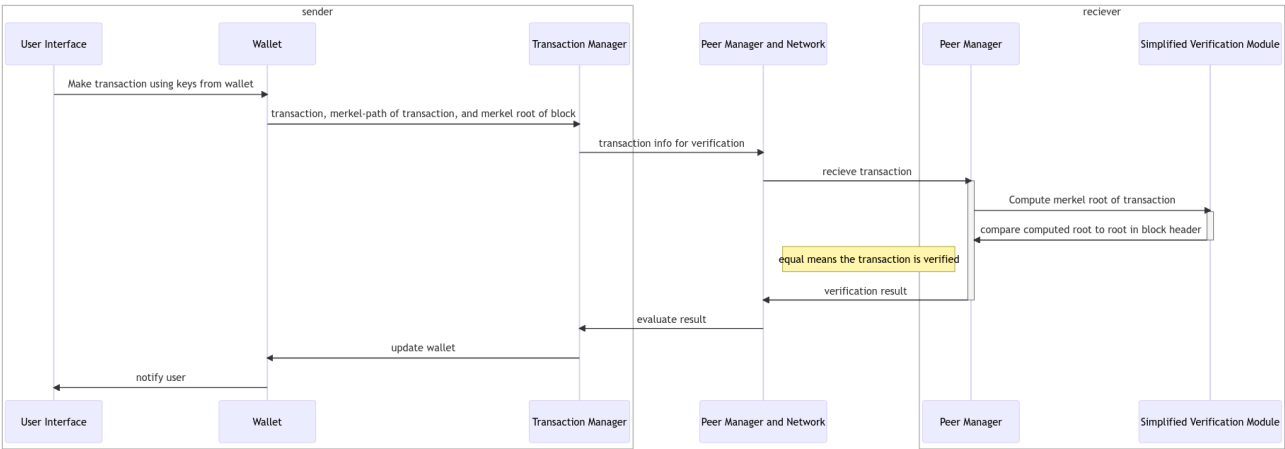 sender
reciever
User Interface
Wallet
Transaction Manager
Peer Manager and Network
Peer Manager
Simplified Verification Module
Make transaction using keys from wallet
transaction, merkel-path of transaction, and merkel root of block
transaction info for verification
recieve transaction
Compute merkel root of transaction
compare computed root to root in block header
equal means the transaction is verified
verification result
evaluate result
update wallet
notify user
User Interface
Wallet
Transaction Manager
Peer Manager and Network
Peer Manager
Simplified Verification Module